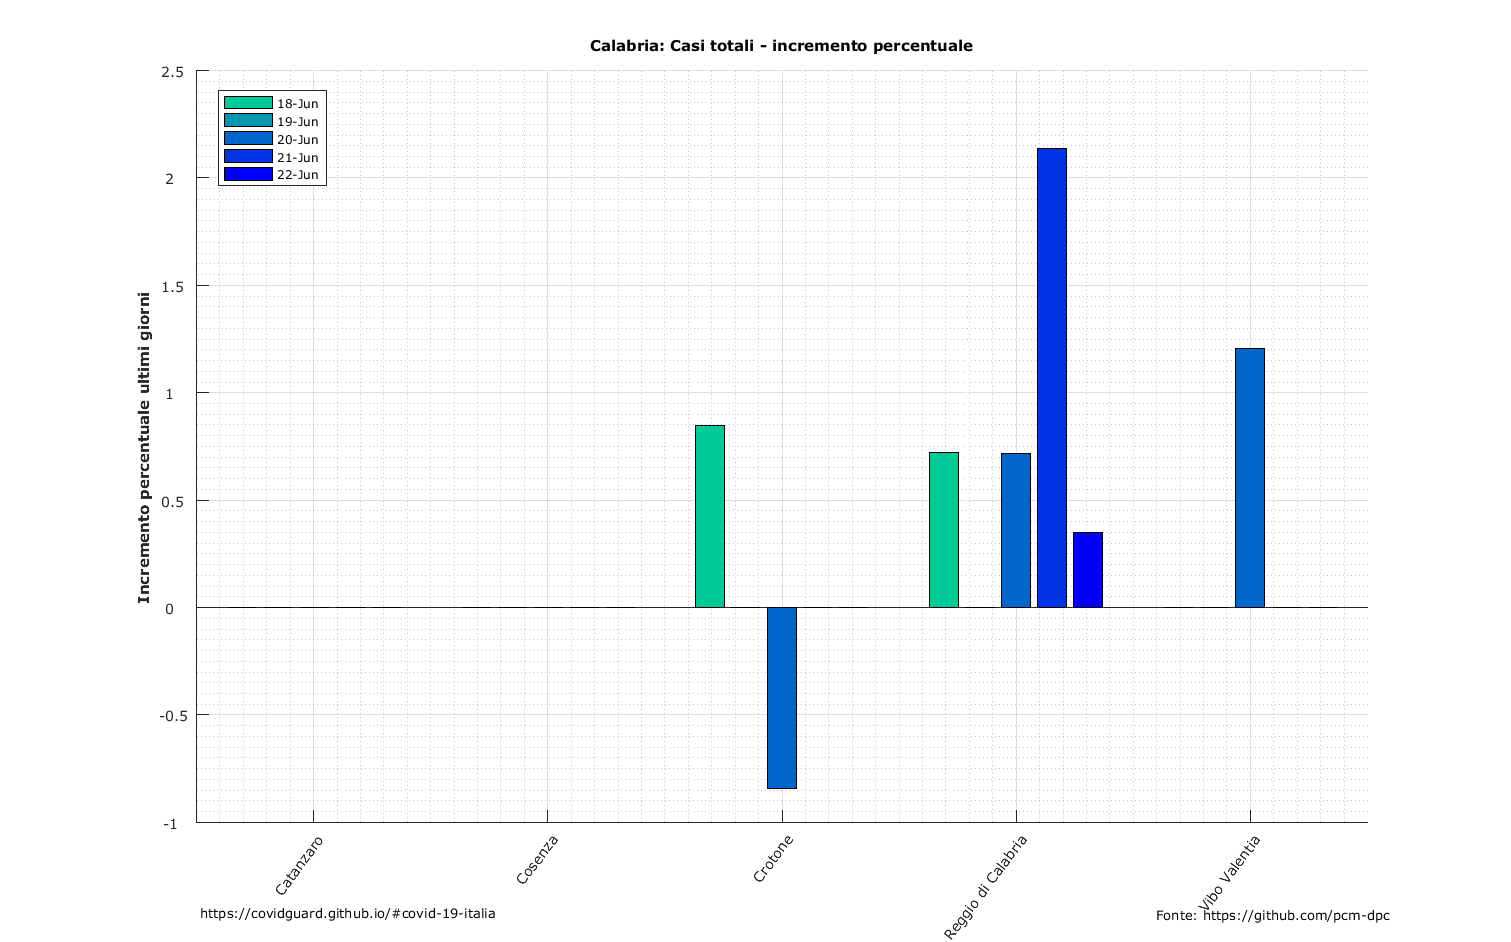 Calabria: Casi totali - incremento percentuale
2.5
2
1.5
1
0.5
0
-0.5
-1
Incremento percentuale ultimi giorni
18-Jun
19-Jun
20-Jun
21-Jun
22-Jun
Catanzaro
Cosenza
Crotone
Reggio di Calabria
Vibo Valentia
https://covidguard.github.io/#covid-19-italia
Fonte: https://github.com/pcm-dpc